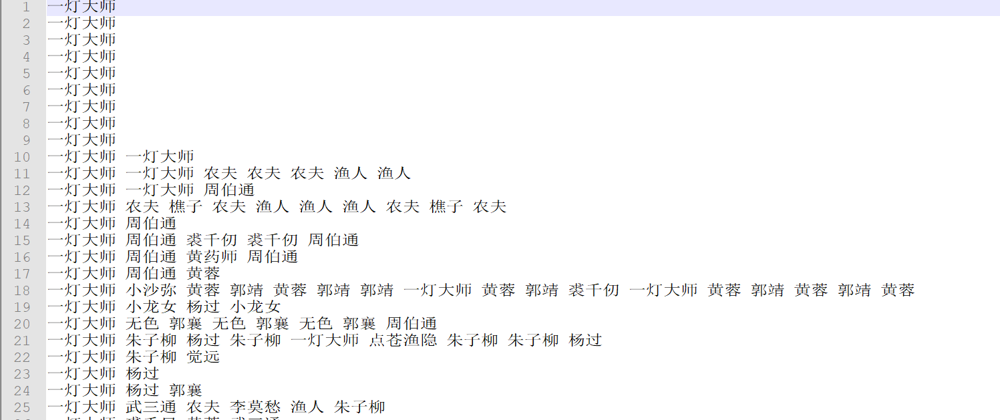 1 一灯大师
2 一灯大师
3 一灯大师
4 一灯大师
5 一灯大师
6 一灯大师
7 一灯大师
8 一灯大师
9 一灯大师
10 一灯大师 一灯大师
11 一灯大师 一灯大师 农夫 农夫 农夫 渔人 渔人
12 一灯大师 一灯大师 周伯通
13 一灯大师 农夫 樵子 农夫 渔人 渔人 渔人 农夫 樵子 农夫
14 一灯大师 周伯通
15 一灯大师 周伯通 裘千仞 裘千仞 周伯通
16 一灯大师 周伯通 黄药师 周伯通
17 一灯大师 周伯通 黄蓉
18 一灯大师 小沙弥 黄蓉 郭靖 黄蓉 郭靖 郭靖 一灯大师 黄蓉 郭靖 裘千仞 一灯大师 黄蓉 郭靖 黄蓉 郭靖 黄蓉
19 一灯大师 小龙女 杨过 小龙女
20 一灯大师 无色 郭襄 无色 郭襄 无色 郭襄 周伯通
21 一灯大师 朱子柳 杨过 朱子柳 一灯大师 点苍渔隐 朱子柳 朱子柳 杨过
22 一灯大师 朱子柳 觉远
23 一灯大师 杨过
24 一灯大师 杨过 郭襄
25 一灯大师 武三通 农夫 李莫愁 渔人 朱子柳